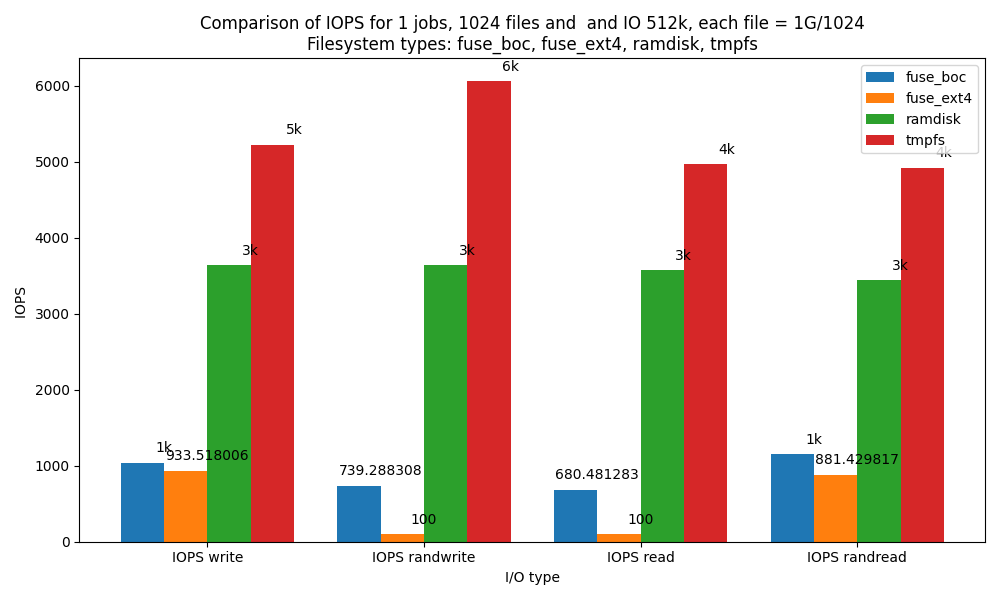 Comparison of IOPS for 1 jobs, 1024 files and  and IO 512k, each file = 1G/1024
Filesystem types: fuse_boc, fuse_ext4, ramdisk, tmpfs
fuse_boc
fuse_ext4
ramdisk
tmpfs
IOPS
6000
5000
4000
3000
2000
1000
0
1k
933.518006
3k
5k
739.288308
100
3k
6k
680.481283
100
3k
4k
1k
881.429817
3k
4k
IOPS write
IOPS randwrite
IOPS read
IOPS randread
I/O type